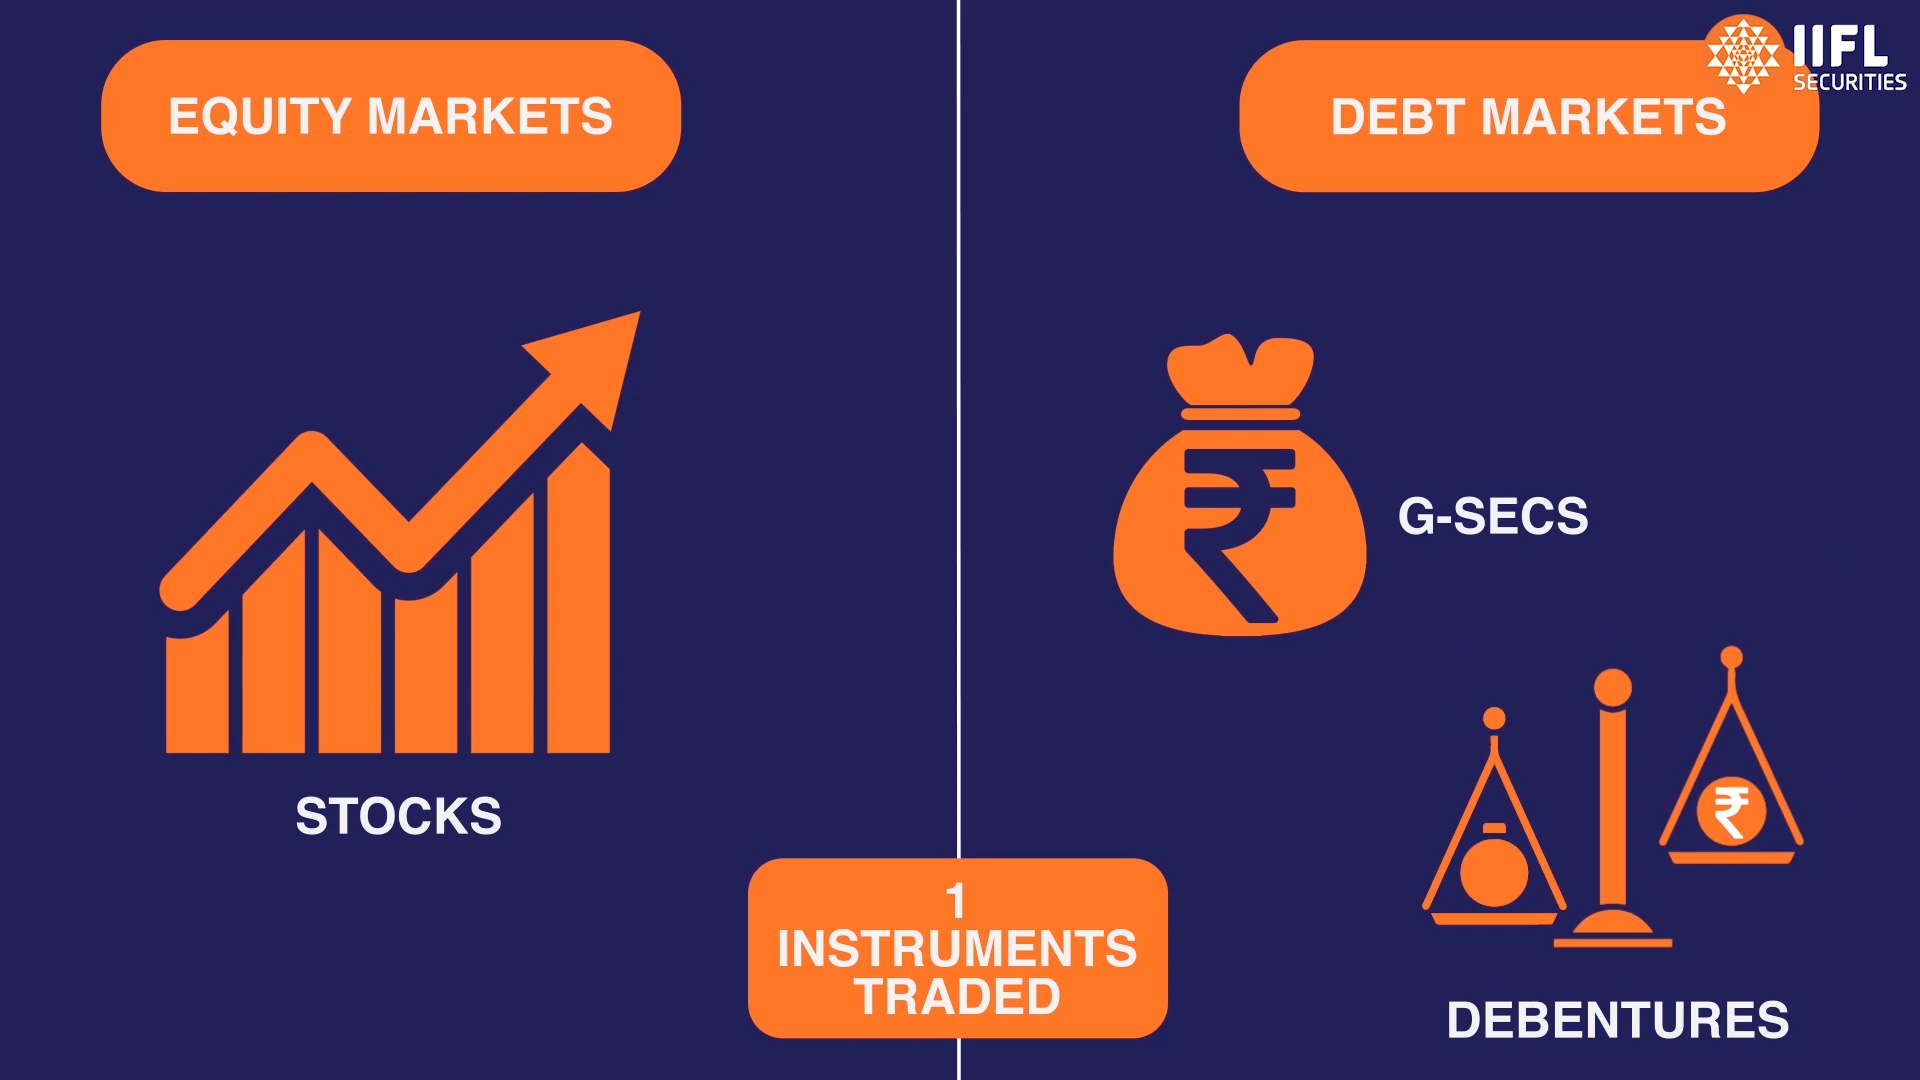 EQUITY MARKETS
DEBT MARKETS
IIFL
SECURITIES
₹
G-SECS
₹
STOCKS
1
INSTRUMENTS
TRADED
DEBENTURES